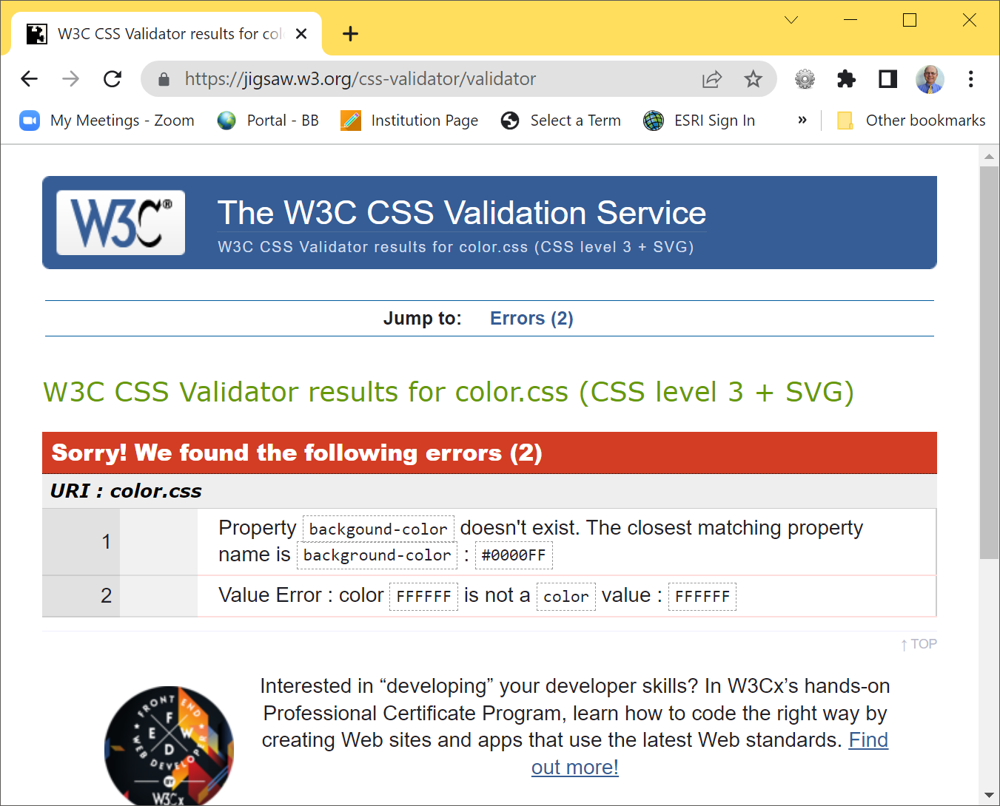 W3C CSS Validator results for col
https://jigsaw.w3.org/css-validator/validator
My Meetings - Zoom Portal - BB Institution Page Select a Term ESRI Sign In » Other bookmarks
W3C® The W3C CSS Validation Service
W3C CSS Validator results for color.css (CSS level 3 + SVG)
Jump to: Errors (2)
W3C CSS Validator results for color.css (CSS level 3 + SVG)
Sorry! We found the following errors (2)
URI : color.css
1 Property backgound-color doesn't exist. The closest matching property
name is background-color : #0000FF
2 Value Error : color FFFFFF is not a color value : FFFFFF
↑ TOP
Interested in “developing” your developer skills? In W3Cx’s hands-on
Professional Certificate Program, learn how to code the right way by
creating Web sites and apps that use the latest Web standards. Find
out more!
FRONT END
F
E W
D
WEB DEVELOPER
BY
W3Cx